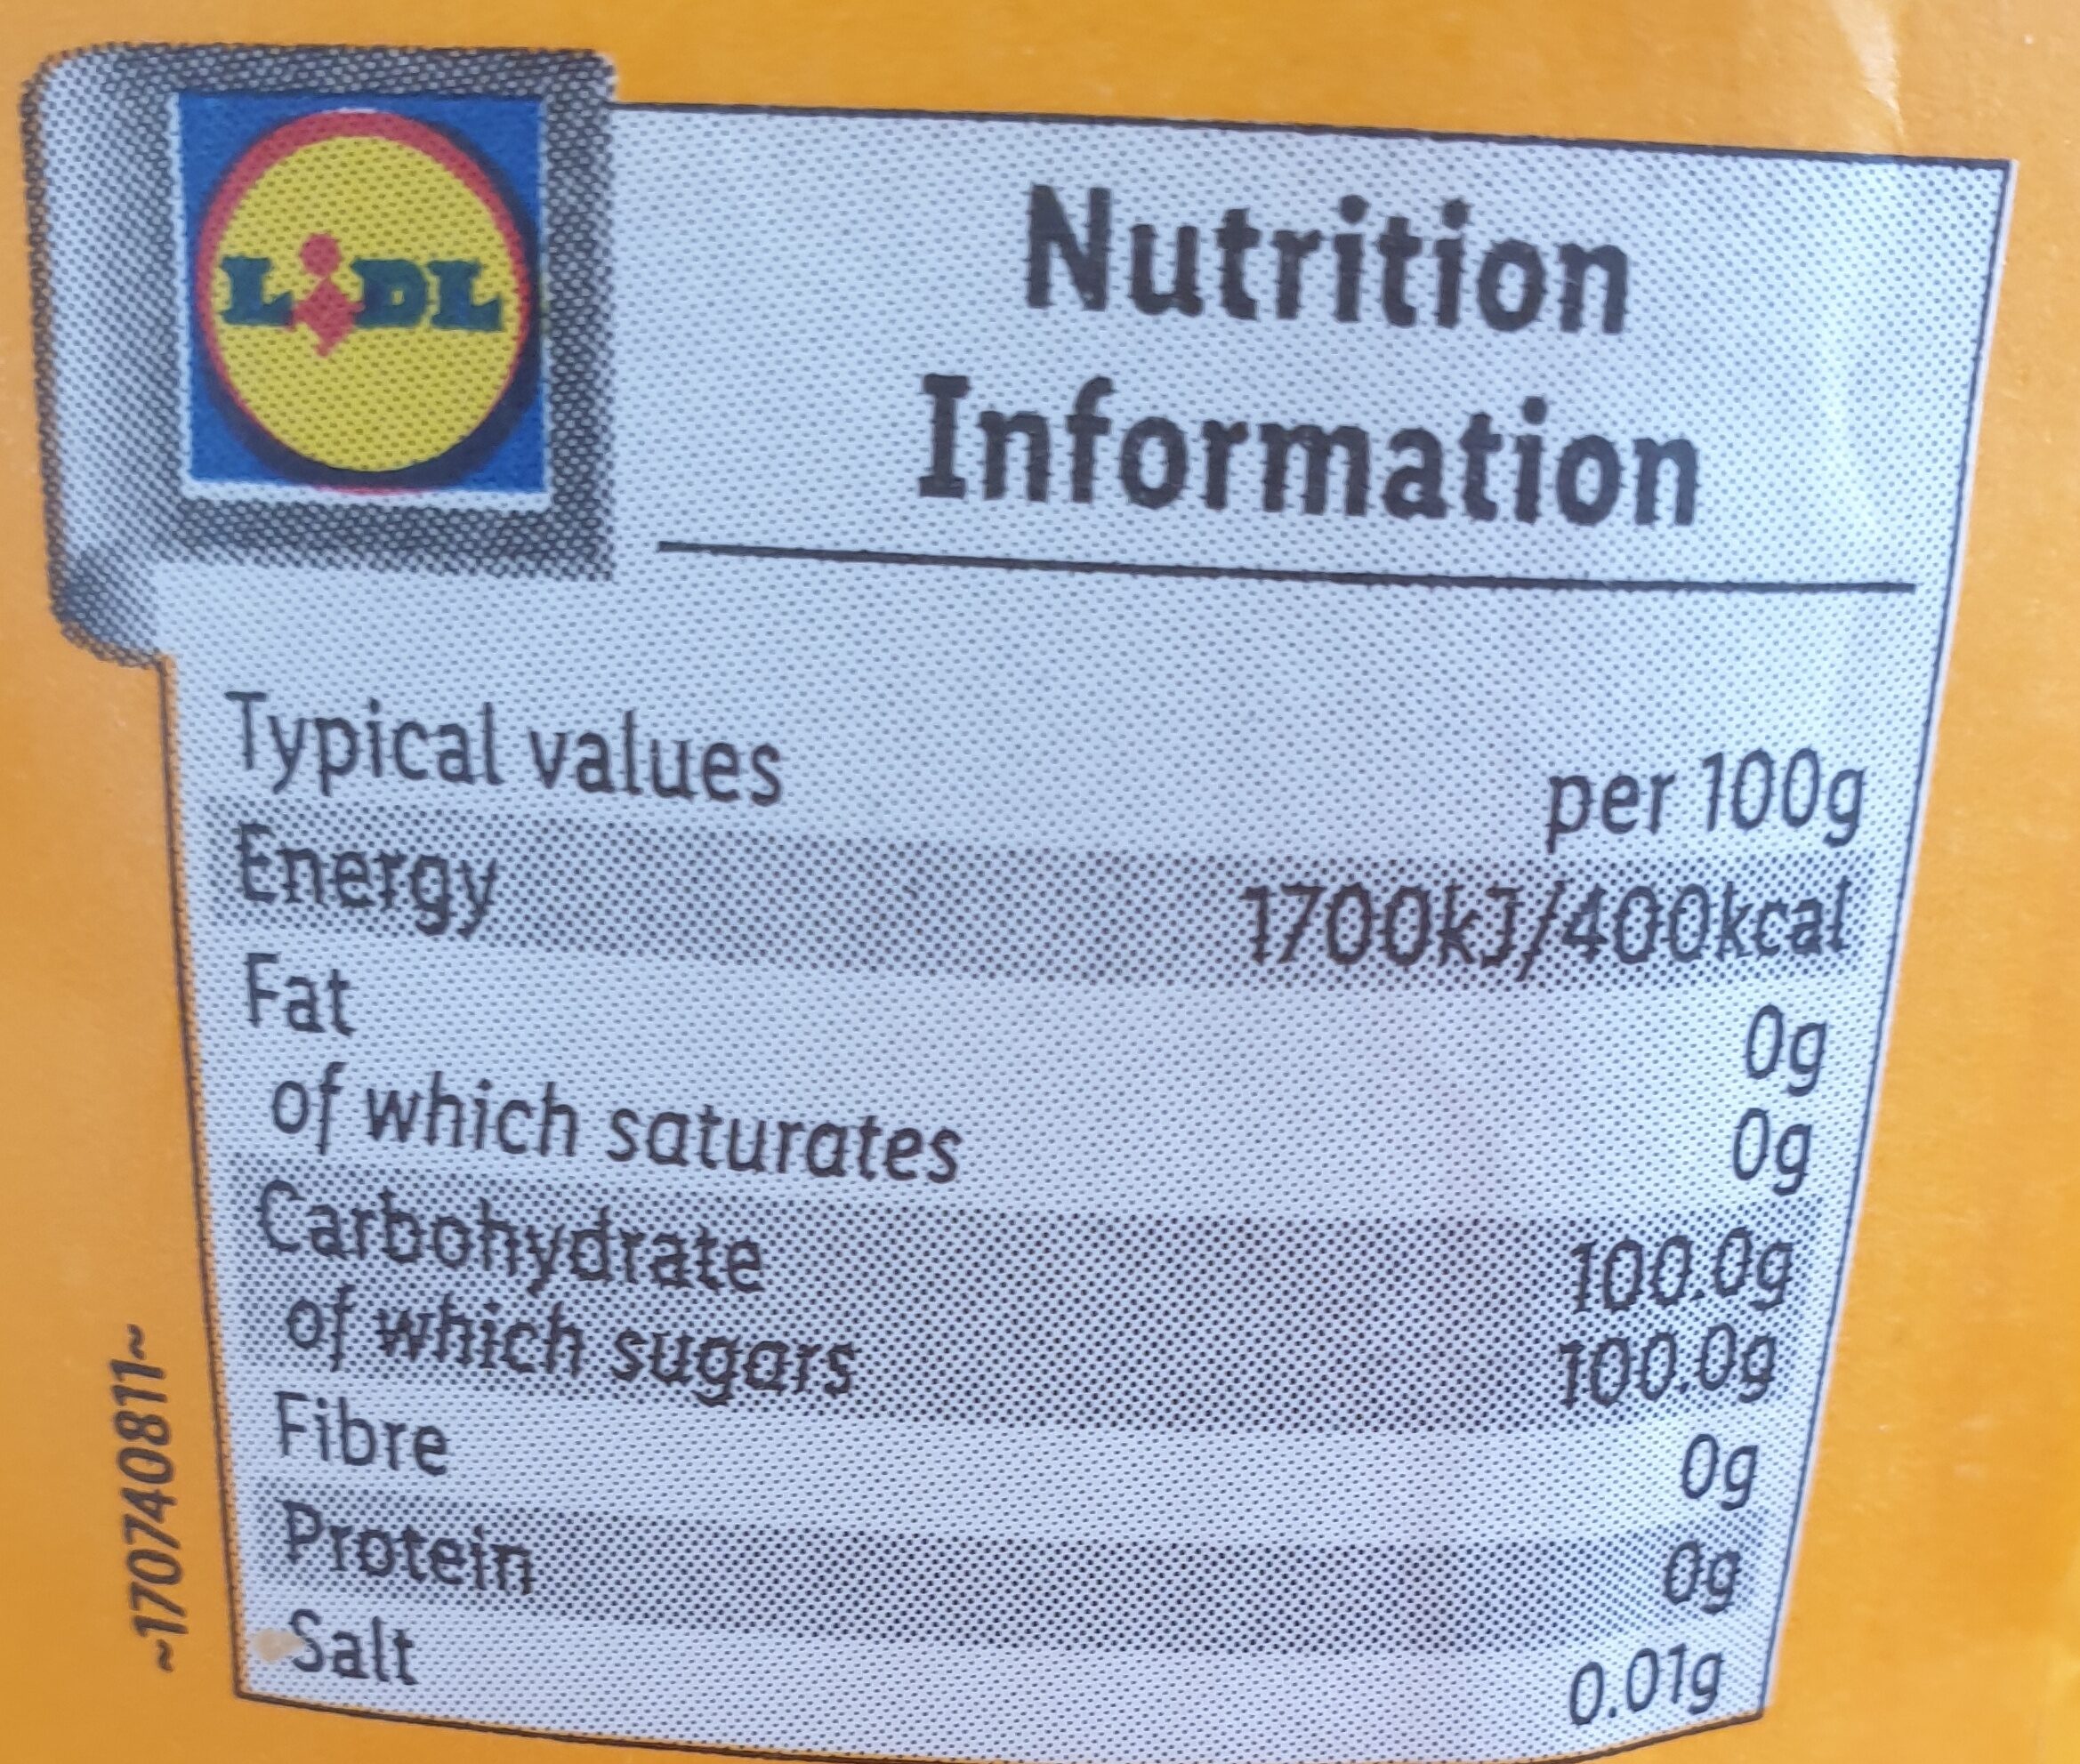 LIDL
Nutrition
Information
Typical values per 100g
Energy 1700kJ/400kcal
Fat 0g
of which saturates 0g
Carbohydrate 100.0g
of which sugars 100.0g
Fibre 0g
Protein 0g
Salt 0.01g
~170740811~